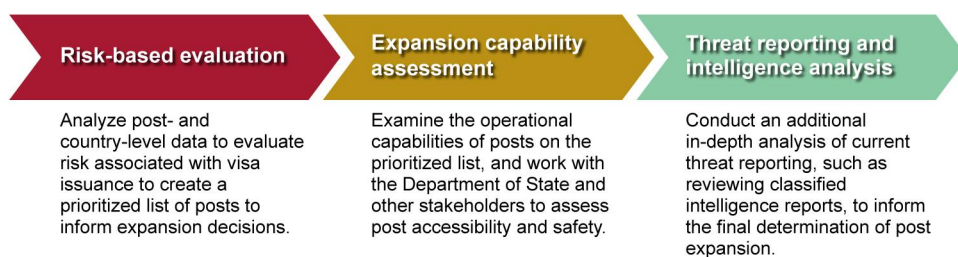 Risk-based evaluation
Analyze post- and
country-level data to evaluate
risk associated with visa
issuance to create a
prioritized list of posts to
inform expansion decisions.
Expansion capability
assessment
Examine the operational
capabilities of posts on the
prioritized list, and work with
the Department of State and
other stakeholders to assess
post accessibility and safety.
Threat reporting and
intelligence analysis
Conduct an additional
in-depth analysis of current
threat reporting, such as
reviewing classified
intelligence reports, to inform
the final determination of post
expansion.